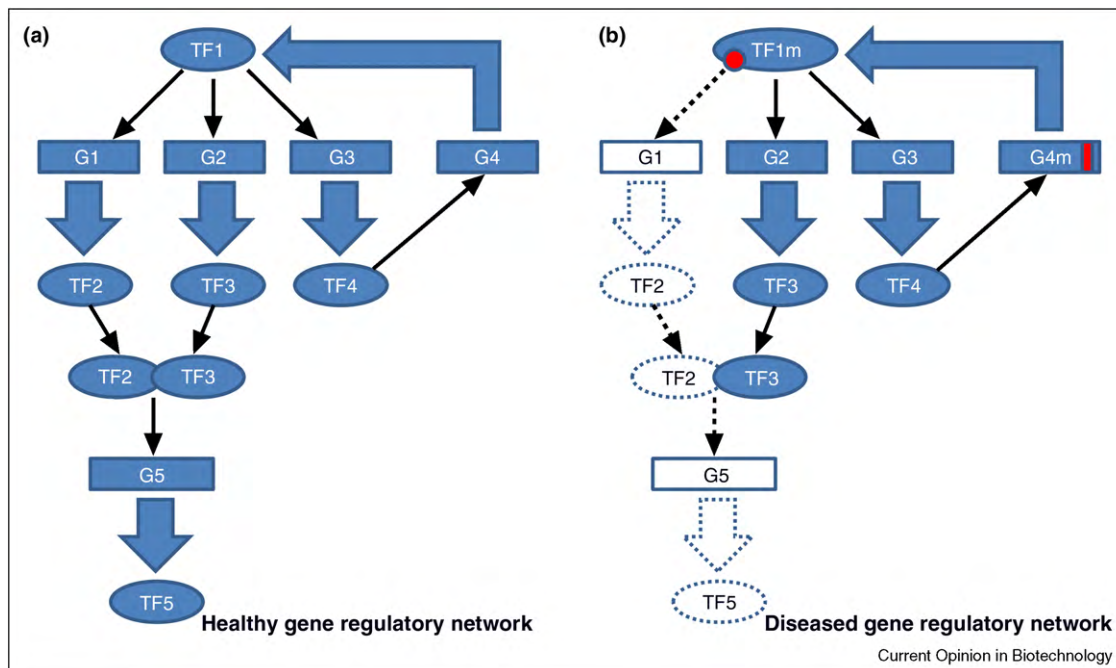 (a)
TF1
G1
G2
G3
G4
TF2
TF3
TF4
TF2
TF3
G5
TF5
Healthy gene regulatory network
(b)
TF1m
G1
G2
G3
G4m
TF2
TF3
TF4
TF2
TF3
G5
TF5
Diseased gene regulatory network
Current Opinion in Biotechnology